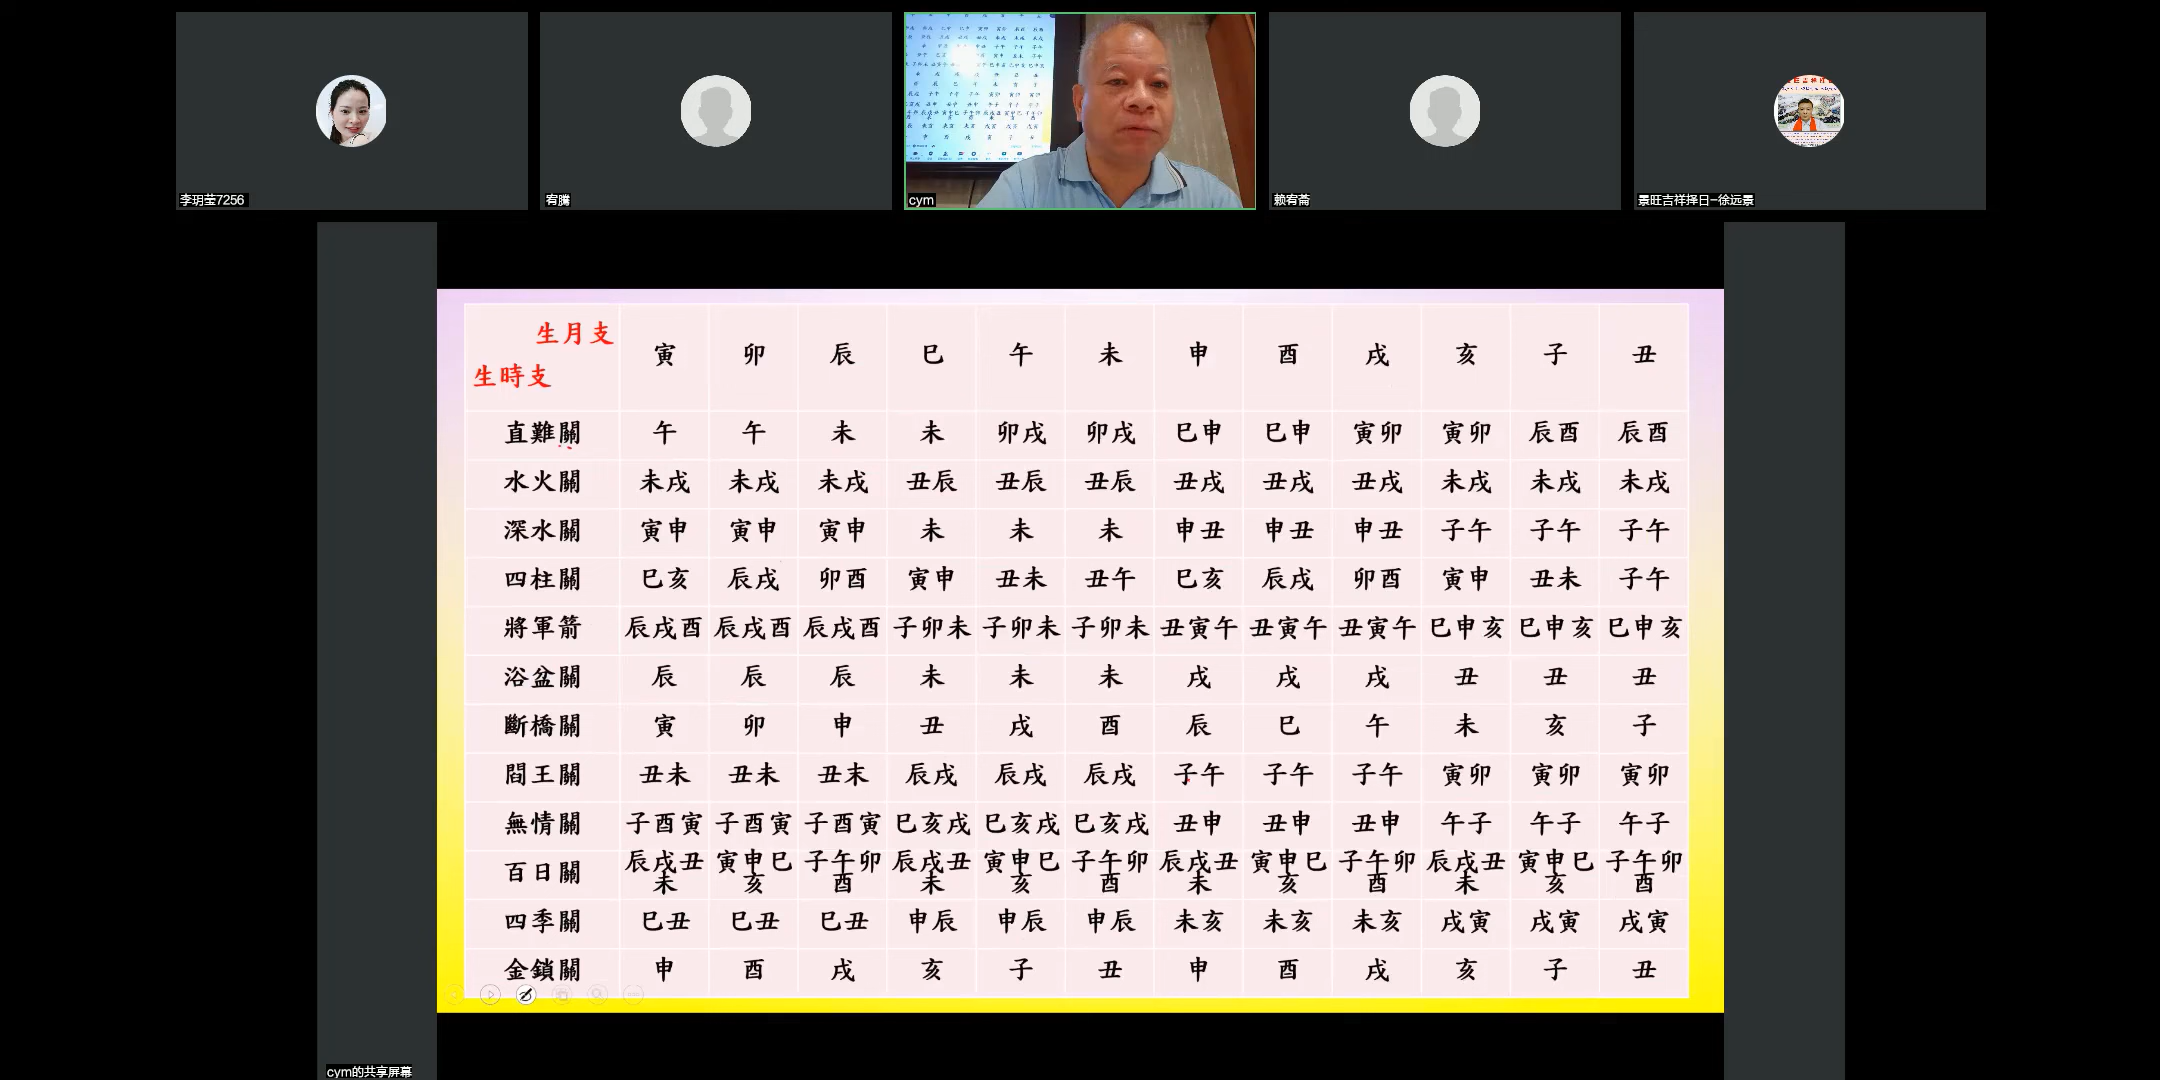 李玥莹7256
宥騰
cym
赖宥蓊
景旺吉祥择日-徐远景
生月支
生時支
寅 卯 辰 巳 午 未 申 酉 戌 亥 子 丑
直難關 午 午 未 未 卯戌 卯戌 巳申 巳申 寅卯 寅卯 辰酉 辰酉
水火關 未戌 未戌 未戌 丑辰 丑辰 丑辰 丑戌 丑戌 丑戌 未戌 未戌 未戌
深水關 寅申 寅申 寅申 未 未 未 申丑 申丑 申丑 子午 子午 子午
四柱關 巳亥 辰戌 卯酉 寅申 丑未 丑午 巳亥 辰戌 卯酉 寅申 丑未 子午
將軍箭 辰戌酉 辰戌酉 辰戌酉 子卯未 子卯未 子卯未 丑寅午 丑寅午 丑寅午 巳申亥 巳申亥 巳申亥
浴盆關 辰 辰 辰 未 未 未 戌 戌 戌 丑 丑 丑
斷橋關 寅 卯 申 丑 戌 酉 辰 巳 午 未 亥 子
閻王關 丑未 丑未 丑末 辰戌 辰戌 辰戌 子午 子午 子午 寅卯 寅卯 寅卯
無情關 子酉寅 子酉寅 子酉寅 巳亥戌 巳亥戌 巳亥戌 丑申 丑申 丑申 午子 午子 午子
百日關 辰戌丑未 寅申巳亥 子午卯酉 辰戌丑未 寅申巳亥 子午卯酉 辰戌丑未 寅申巳亥 子午卯酉 辰戌丑未 寅申巳亥 子午卯酉
四季關 巳丑 巳丑 巳丑 申辰 申辰 申辰 未亥 未亥 未亥 戌寅 戌寅 戌寅
金鎖關 申 酉 戌 亥 子 丑 申 酉 戌 亥 子 丑
cym的共享屏幕